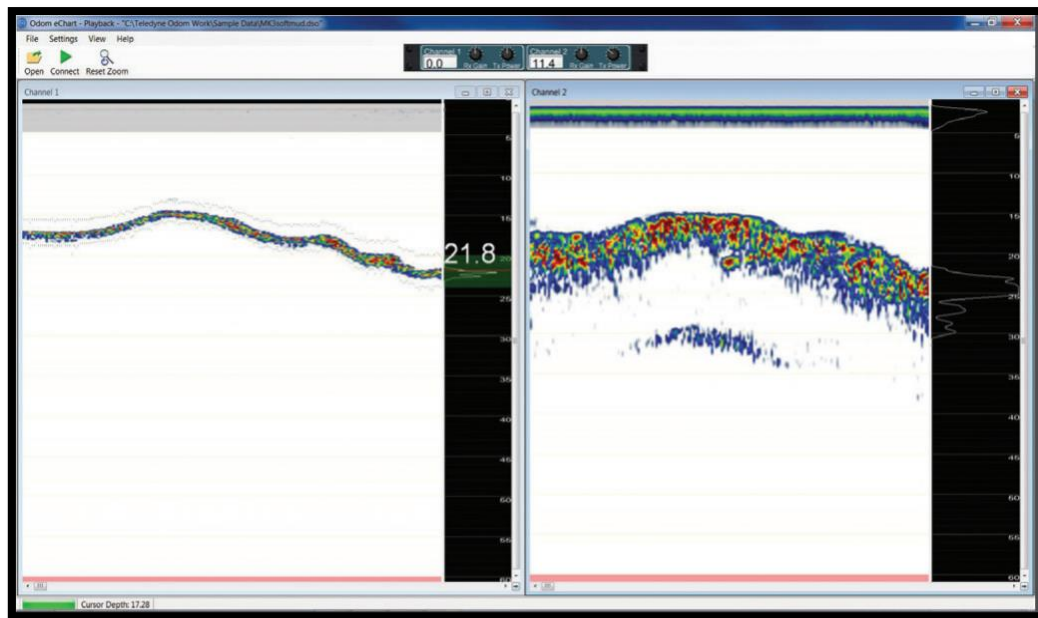 Odom eChart - Playback - "C:\Teledyne Odom Work\Sample Data\MK3softmud.dso"
File Settings View Help
Open Connect Reset Zoom
Channel 1
0.0
Rx Gain Tx Power
Channel 2
11.4
Rx Gain Tx Power
Channel 1
5
10
15
21.8
20
25
30
35
40
45
50
55
60
Channel 2
5
10
15
20
25
30
35
40
45
50
55
60
Cursor Depth: 17.28